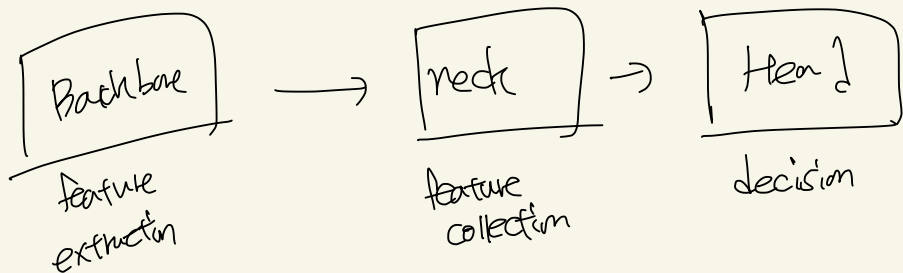 Backbone
neck
Head
feature
extraction
feature
collection
decision